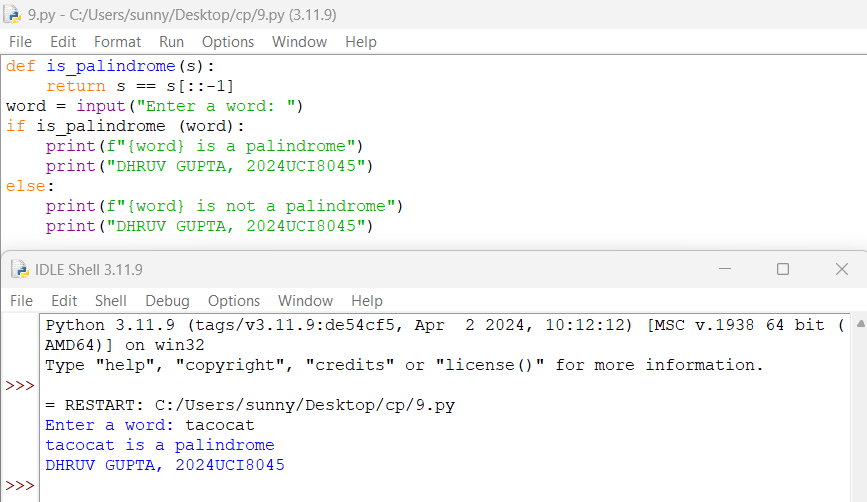 9.py - C:/Users/sunny/Desktop/cp/9.py (3.11.9)
File Edit Format Run Options Window Help
def is_palindrome(s):
    return s == s[::-1]
word = input("Enter a word: ")
if is_palindrome (word):
    print(f"{word} is a palindrome")
    print("DHRUV GUPTA, 2024UCI8045")
else:
    print(f"{word} is not a palindrome")
    print("DHRUV GUPTA, 2024UCI8045")
IDLE Shell 3.11.9
File Edit Shell Debug Options Window Help
Python 3.11.9 (tags/v3.11.9:de54cf5, Apr  2 2024, 10:12:12) [MSC v.1938 64 bit (
AMD64)] on win32
Type "help", "copyright", "credits" or "license()" for more information.
>>>
= RESTART: C:/Users/sunny/Desktop/cp/9.py
Enter a word: tacocat
tacocat is a palindrome
DHRUV GUPTA, 2024UCI8045
>>>